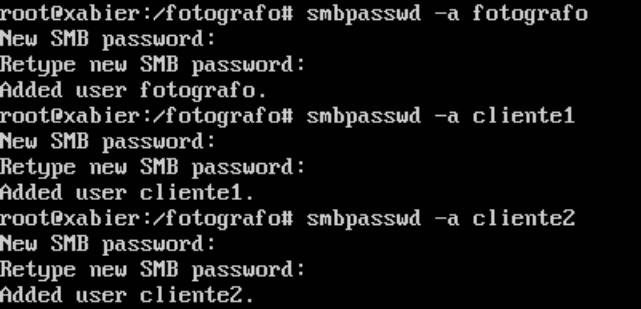 root@xabier:/fotografo# smbpasswd -a fotografo
New SMB password:
Retype new SMB password:
Added user fotografo.
root@xabier:/fotografo# smbpasswd -a cliente1
New SMB password:
Retype new SMB password:
Added user cliente1.
root@xabier:/fotografo# smbpasswd -a cliente2
New SMB password:
Retype new SMB password:
Added user cliente2.